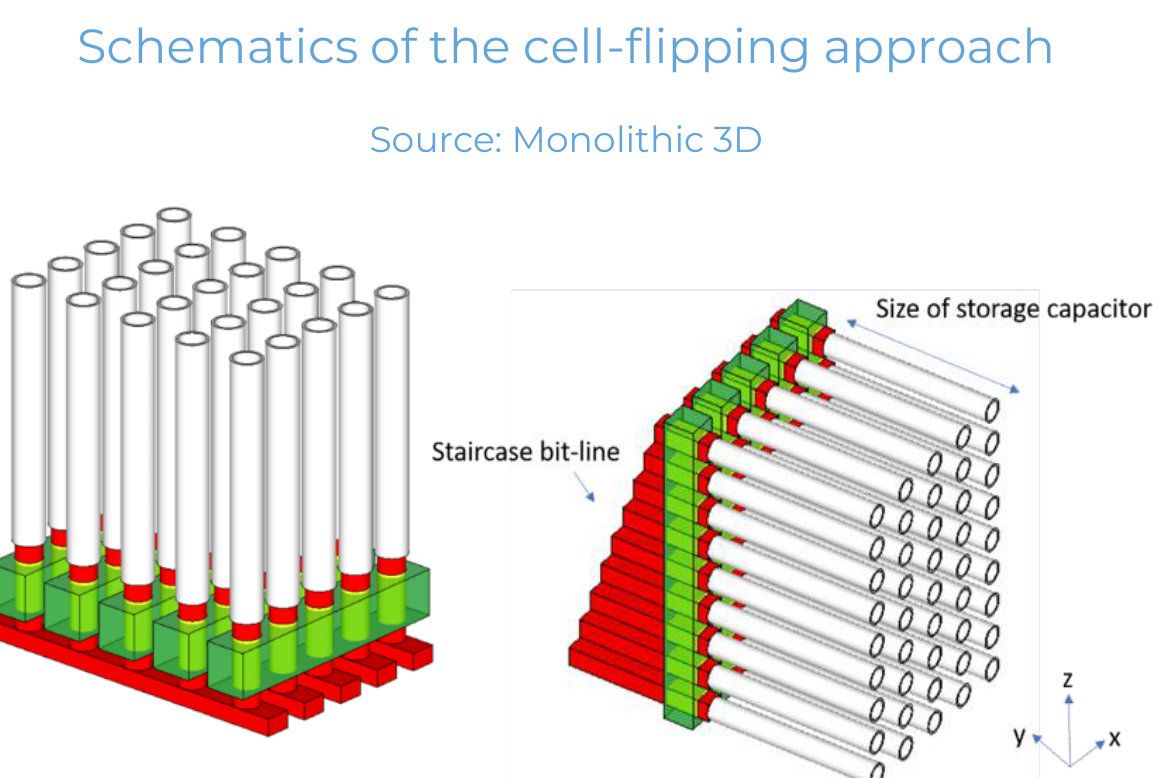 Schematics of the cell-flipping approach
Source: Monolithic 3D
Size of storage capacitor
Staircase bit-line
z
y
x